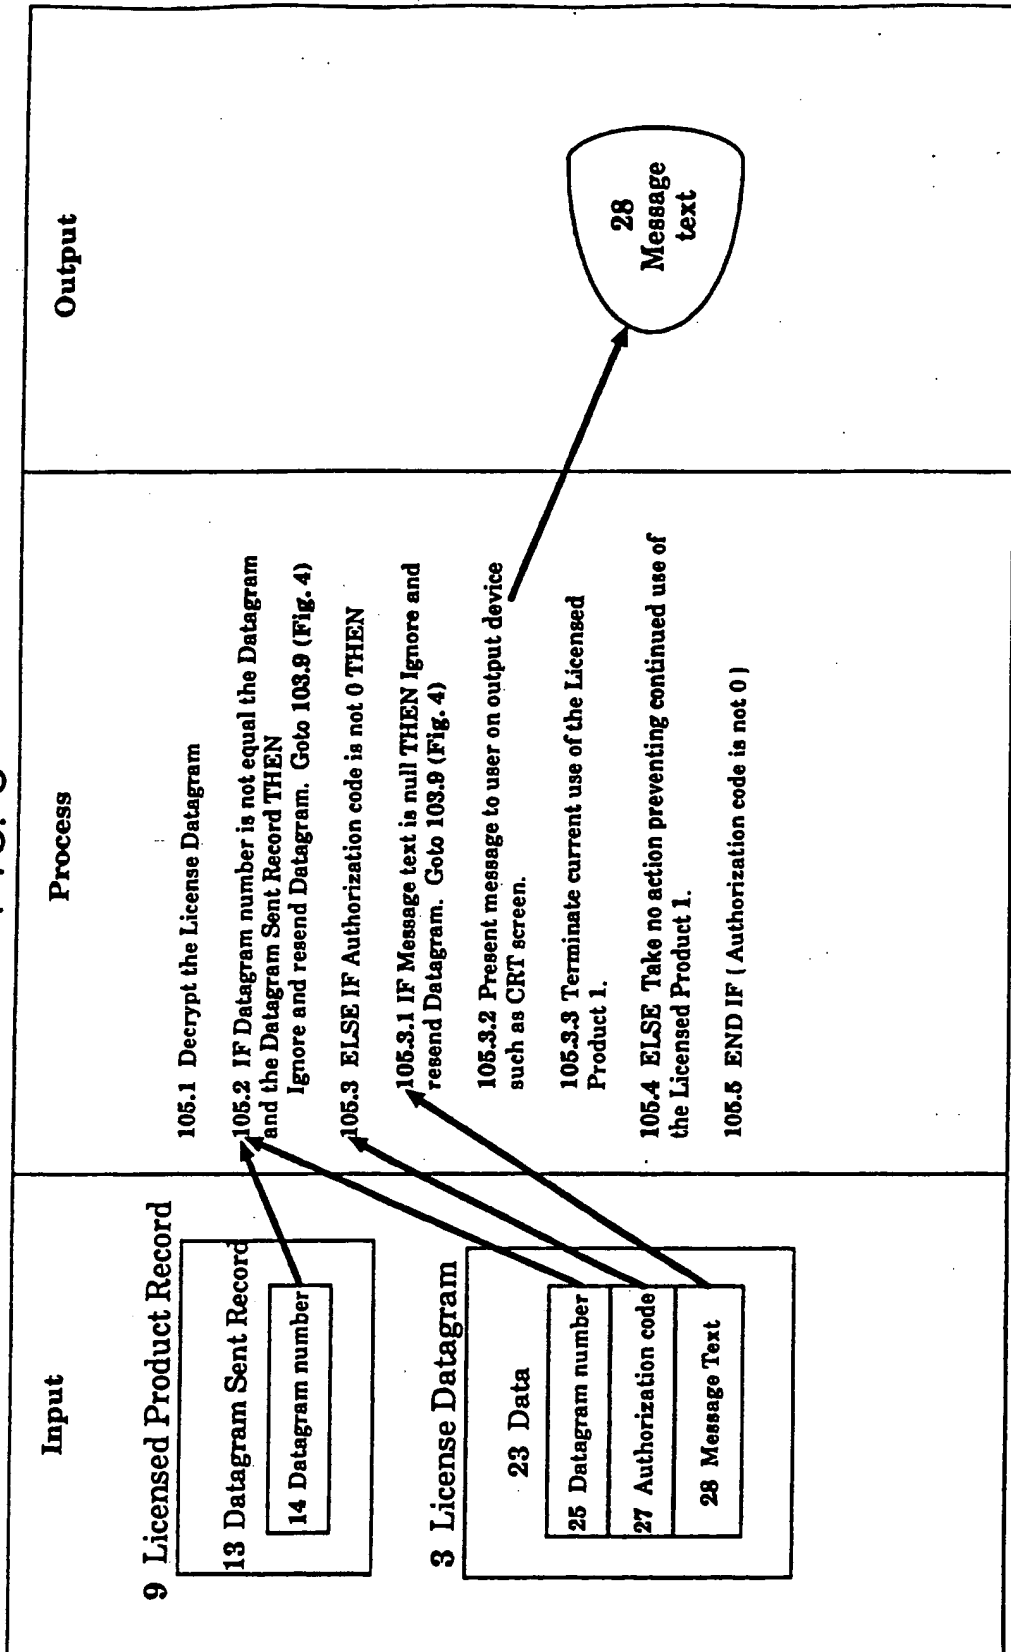 Input
Process
Output
9 Licensed Product Record
13 Datagram Sent Record
14 Datagram number
3 License Datagram
23 Data
25 Datagram number
27 Authorization code
28 Message Text
105.1 Decrypt the License Datagram
105.2 IF Datagram number is not equal the Datagram
and the Datagram Sent Record THEN
Ignore and resend Datagram. Goto 103.9 (Fig. 4)
105.3 ELSE IF Authorization code is not 0 THEN
105.3.1 IF Message text is null THEN Ignore and
resend Datagram. Goto 103.9 (Fig. 4)
105.3.2 Present message to user on output device
such as CRT screen.
105.3.3 Terminate current use of the Licensed
Product 1.
105.4 ELSE Take no action preventing continued use of
the Licensed Product 1.
105.5 END IF ( Authorization code is not 0 )
28
Message
text